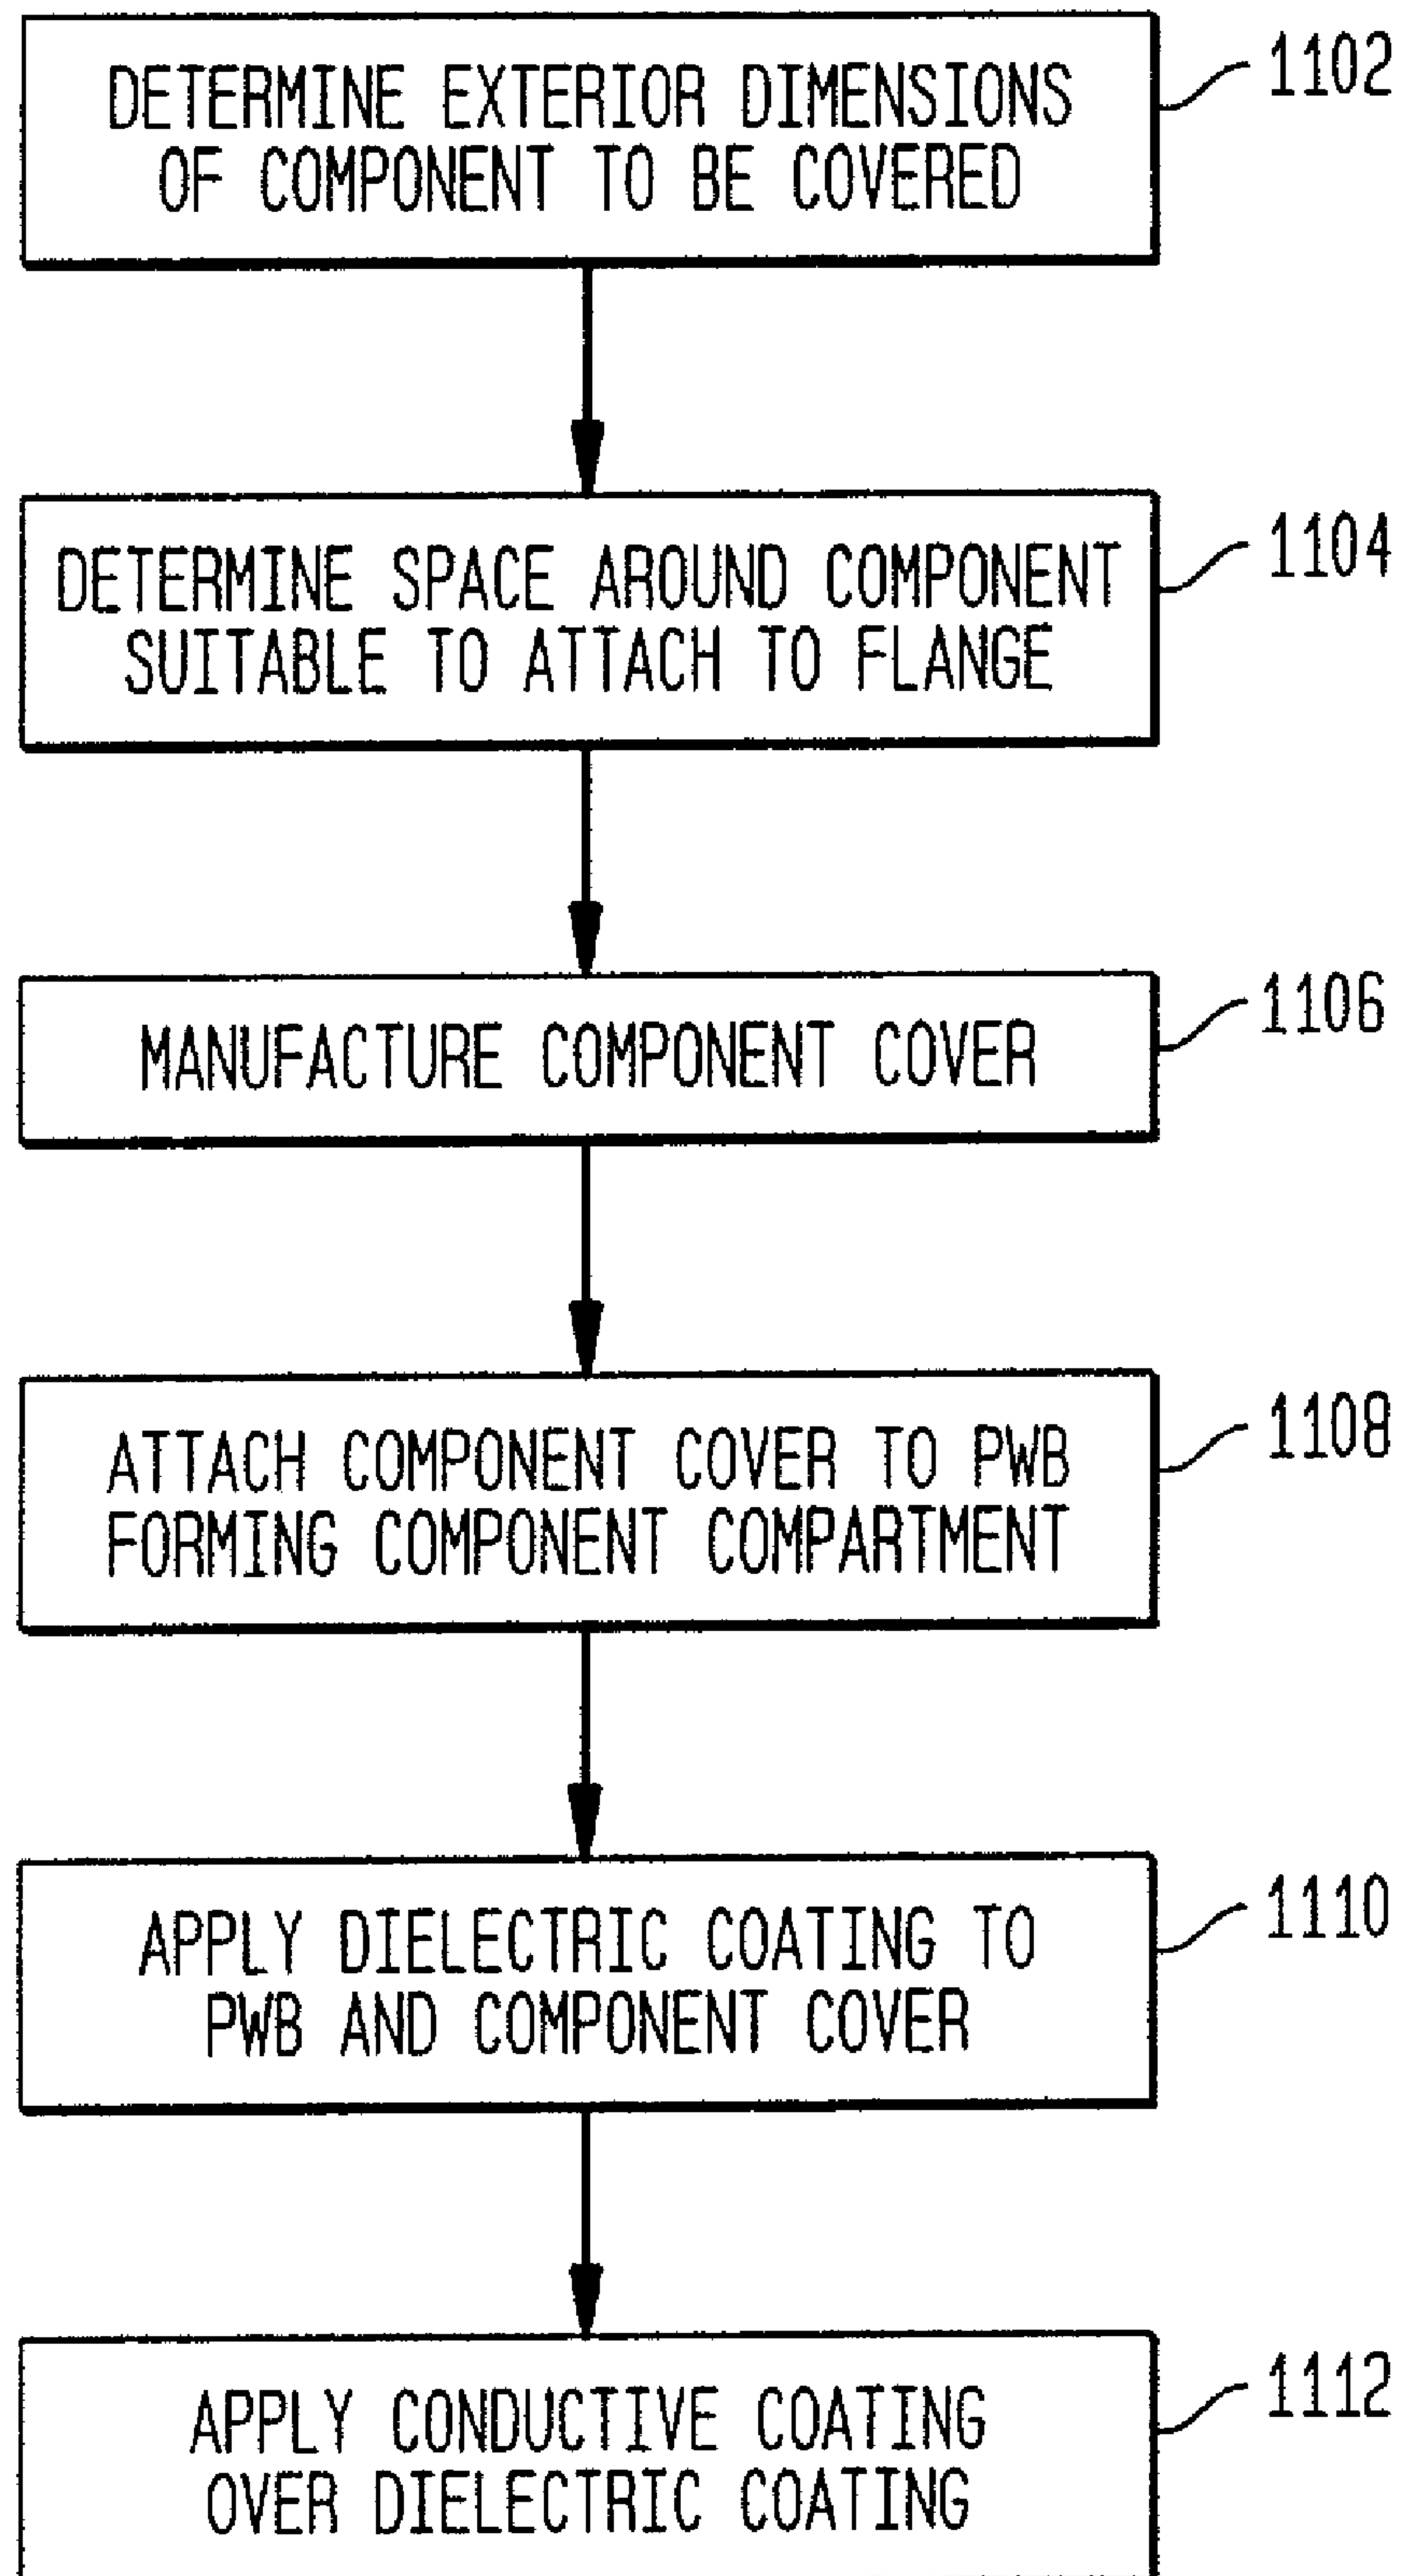 DETERMINE EXTERIOR DIMENSIONS
OF COMPONENT TO BE COVERED
1102
DETERMINE SPACE AROUND COMPONENT
SUITABLE TO ATTACH TO FLANGE
1104
MANUFACTURE COMPONENT COVER
1106
ATTACH COMPONENT COVER TO PWB
FORMING COMPONENT COMPARTMENT
1108
APPLY DIELECTRIC COATING TO
PWB AND COMPONENT COVER
1110
APPLY CONDUCTIVE COATING
OVER DIELECTRIC COATING
1112